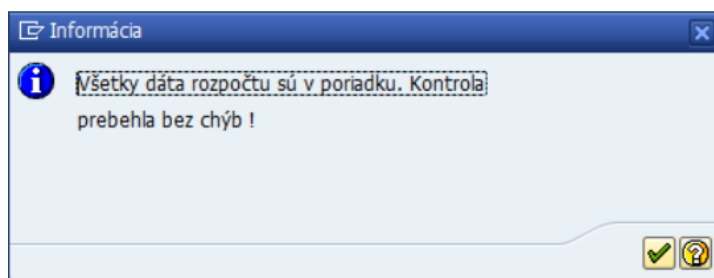 Informácia
Všetky dáta rozpočtu sú v poriadku. Kontrola
prebehla bez chýb !